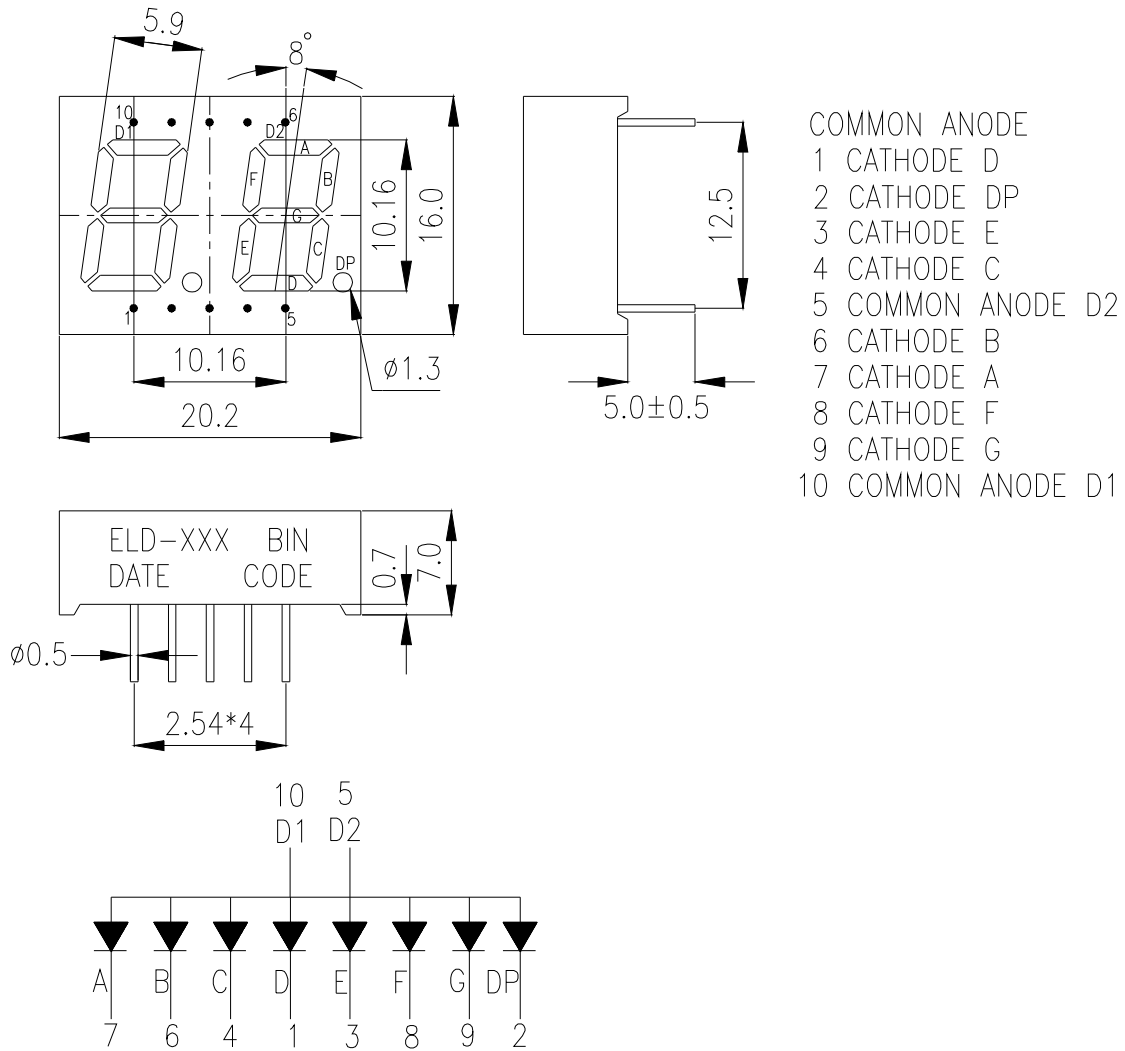 5.9
8°
10
6
D1
D2
A
F
B
G
E
C
D
DP
1
5
10.16
16.0
10.16
20.2
ø1.3
12.5
5.0±0.5
COMMON ANODE
1 CATHODE D
2 CATHODE DP
3 CATHODE E
4 CATHODE C
5 COMMON ANODE D2
6 CATHODE B
7 CATHODE A
8 CATHODE F
9 CATHODE G
10 COMMON ANODE D1
ELD-XXX BIN
DATE CODE
0.7
7.0
ø0.5
2.54*4
10 5
D1 D2
A B C D E F G DP
7 6 4 1 3 8 9 2